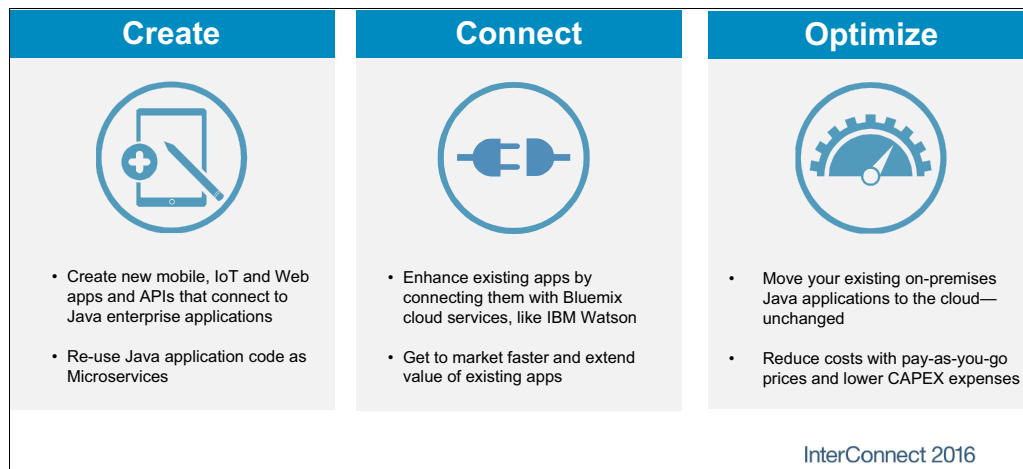 Create
• Create new mobile, IoT and Web
apps and APIs that connect to
Java enterprise applications
• Re-use Java application code as
Microservices
Connect
• Enhance existing apps by
connecting them with Bluemix
cloud services, like IBM Watson
• Get to market faster and extend
value of existing apps
Optimize
• Move your existing on-premises
Java applications to the cloud—
unchanged
• Reduce costs with pay-as-you-go
prices and lower CAPEX expenses
InterConnect 2016